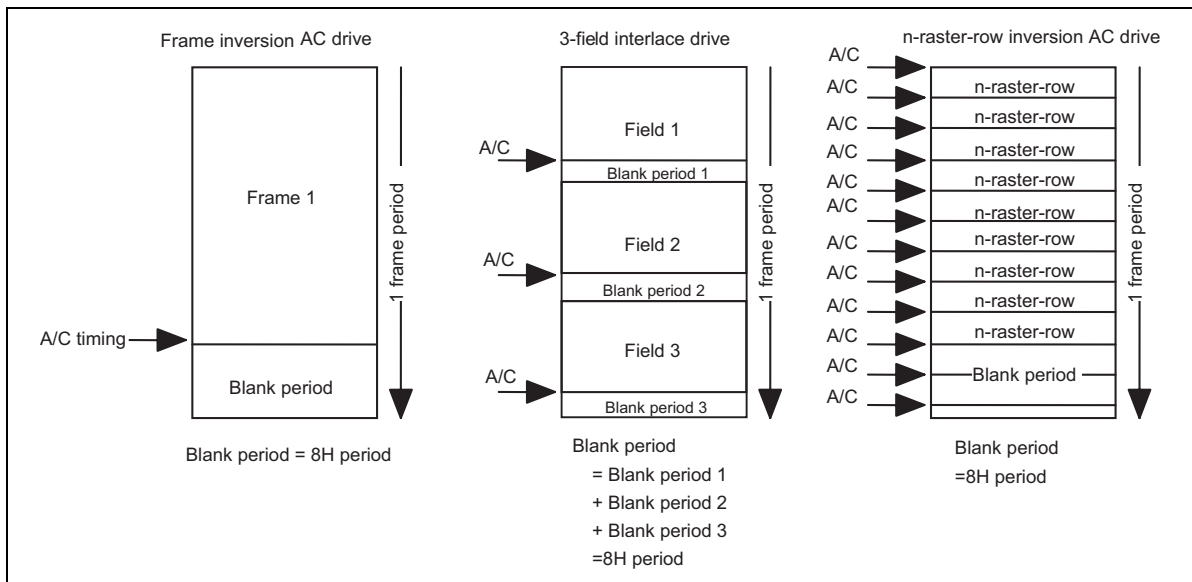 Frame inversion AC drive
Frame 1
1 frame period
A/C timing
Blank period
Blank period = 8H period
3-field interlace drive
Field 1
A/C
Blank period 1
Field 2
A/C
Blank period 2
1 frame period
Field 3
A/C
Blank period 3
Blank period
= Blank period 1
+ Blank period 2
+ Blank period 3
=8H period
n-raster-row inversion AC drive
A/C
A/C n-raster-row
A/C n-raster-row
A/C n-raster-row
A/C n-raster-row
A/C n-raster-row
A/C n-raster-row
A/C n-raster-row
A/C n-raster-row
A/C n-raster-row
A/C Blank period
A/C
1 frame period
Blank period
=8H period